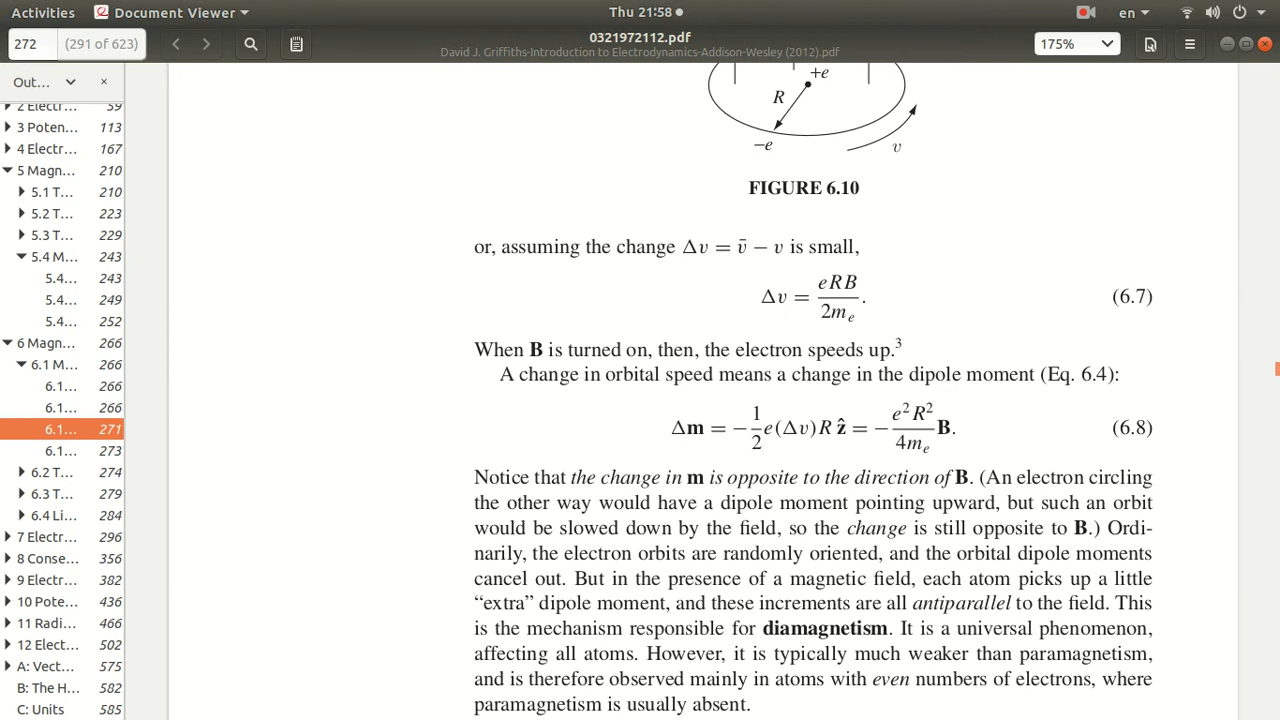 Activities Document Viewer Thu 21:58 en
272 (291 of 623) 0321972112.pdf 175%
David J. Griffiths-Introduction to Electrodynamics-Addison-Wesley (2012).pdf
Out... ×
2 Electr... 59
3 Poten... 113
4 Electr... 167
5 Magn... 210
5.1 T... 210
5.2 T... 223
5.3 T... 229
5.4 M... 243
5.4... 243
5.4... 249
5.4... 252
6 Magn... 266
6.1 M... 266
6.1... 266
6.1... 266
6.1... 271
6.1... 273
6.2 T... 274
6.3 T... 279
6.4 Li... 284
7 Electr... 296
8 Conse... 356
9 Electr... 382
10 Pote... 436
11 Radi... 466
12 Elect... 502
A: Vect... 575
B: The H... 582
C: Units 585
+e
R
−e
v
FIGURE 6.10
or, assuming the change Δv = v̄ − v is small,
Δv = eRB / 2mₑ. (6.7)
When B is turned on, then, the electron speeds up.³
A change in orbital speed means a change in the dipole moment (Eq. 6.4):
Δm = −1/2 e(Δv)R ẑ = −e²R²/4mₑ B. (6.8)
Notice that the change in m is opposite to the direction of B. (An electron circling
the other way would have a dipole moment pointing upward, but such an orbit
would be slowed down by the field, so the change is still opposite to B.) Ordi-
narily, the electron orbits are randomly oriented, and the orbital dipole moments
cancel out. But in the presence of a magnetic field, each atom picks up a little
“extra” dipole moment, and these increments are all antiparallel to the field. This
is the mechanism responsible for diamagnetism. It is a universal phenomenon,
affecting all atoms. However, it is typically much weaker than paramagnetism,
and is therefore observed mainly in atoms with even numbers of electrons, where
paramagnetism is usually absent.